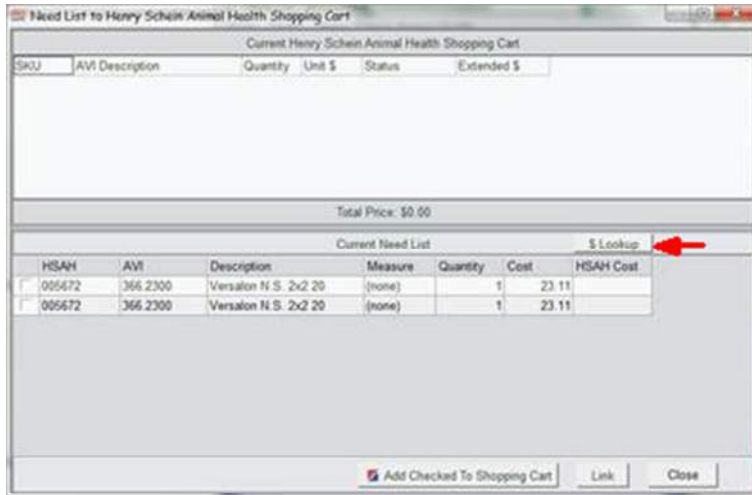 Need List to Henry Schein Animal Health Shopping Cart
Current Henry Schein Animal Health Shopping Cart
SKU AVI Description Quantity Unit $ Status Extended $
Total Price: $0.00
Current Need List $ Lookup
HSAH AVI Description Measure Quantity Cost HSAH Cost
005672 366.2300 Versalon N.S. 2x2 20 (none) 1 23.11
005672 366.2300 Versalon N.S. 2x2 20 (none) 1 23.11
Add Checked To Shopping Cart Link Close